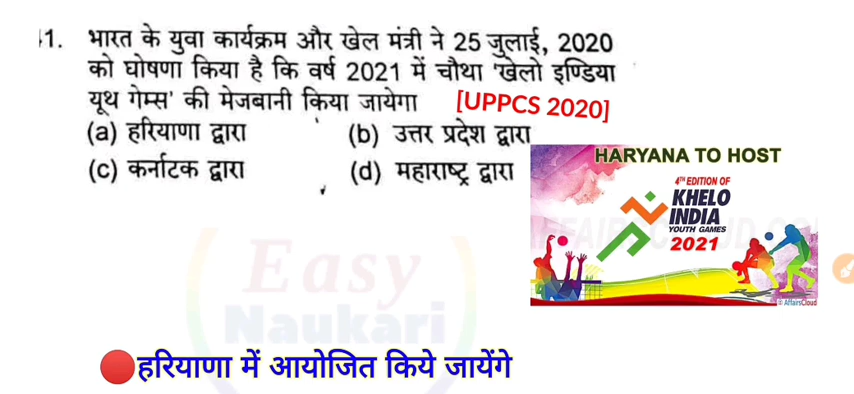 1. भारत के युवा कार्यक्रम और खेल मंत्री ने 25 जुलाई, 2020
को घोषणा किया है कि वर्ष 2021 में चौथा 'खेलो इण्डिया
यूथ गेम्स' की मेजबानी किया जायेगा [UPPCS 2020]
(a) हरियाणा द्वारा (b) उत्तर प्रदेश द्वारा
(c) कर्नाटक द्वारा (d) महाराष्ट्र द्वारा
HARYANA TO HOST
4TH EDITION OF
KHELO
INDIA
YOUTH GAMES
2021
© AffairsCloud
Easy
Naukari
हरियाणा में आयोजित किये जायेंगे